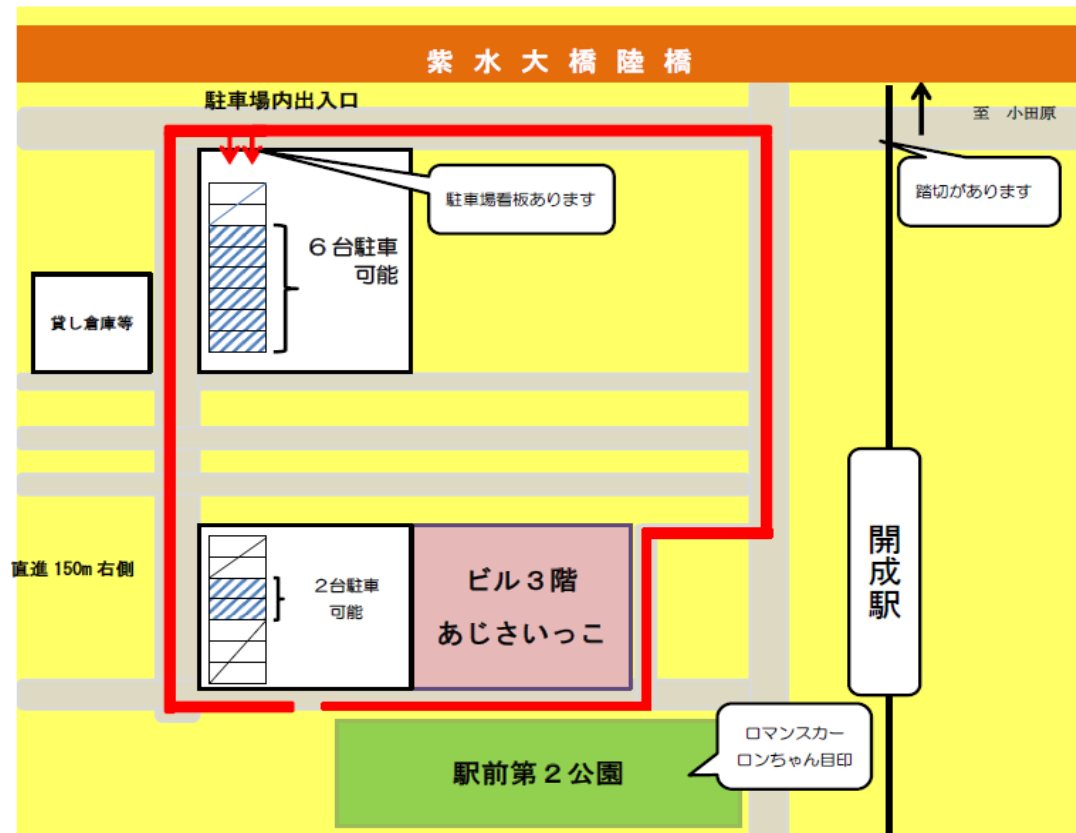 紫水大橋陸橋
駐車場内出入口
至 小田原
駐車場看板あります
踏切があります
６台駐車
可能
貸し倉庫等
直進150m右側
２台駐車
可能
ビル３階
あじさいっこ
開成駅
ロマンスカー
ロンちゃん目印
駅前第２公園